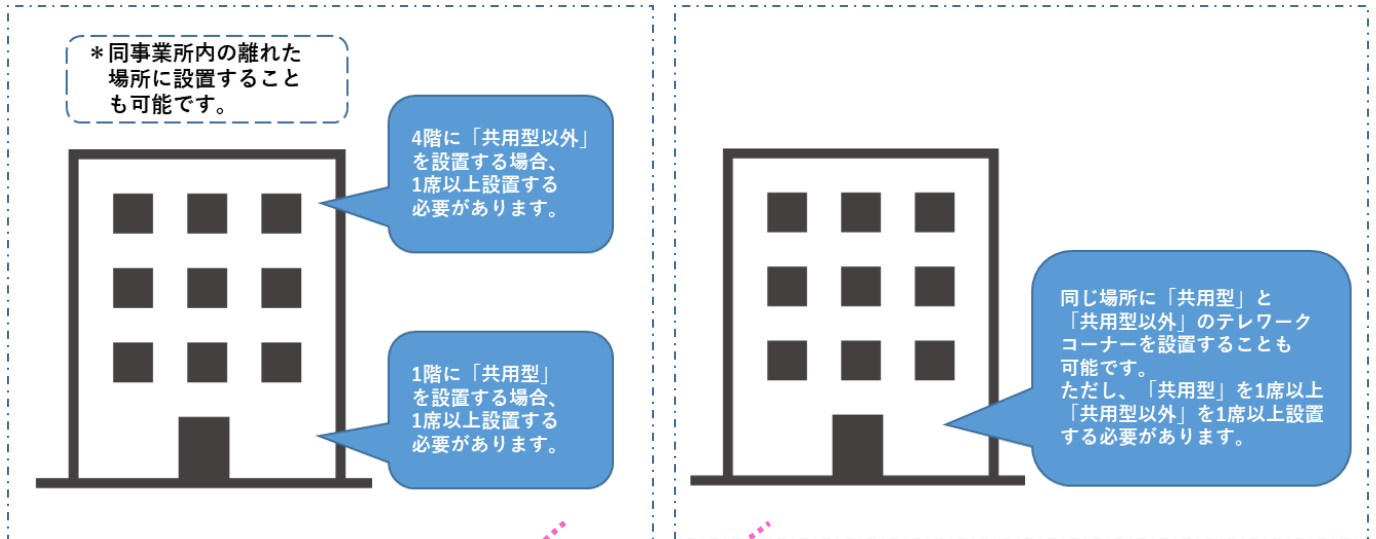 ＊同事業所内の離れた
場所に設置すること
も可能です。
4階に「共用型以外」
を設置する場合、
1席以上設置する
必要があります。
1階に「共用型」
を設置する場合、
1席以上設置する
必要があります。
同じ場所に「共用型」と
「共用型以外」のテレワーク
コーナーを設置することも
可能です。
ただし、「共用型」を1席以上
「共用型以外」を1席以上設置
する必要があります。